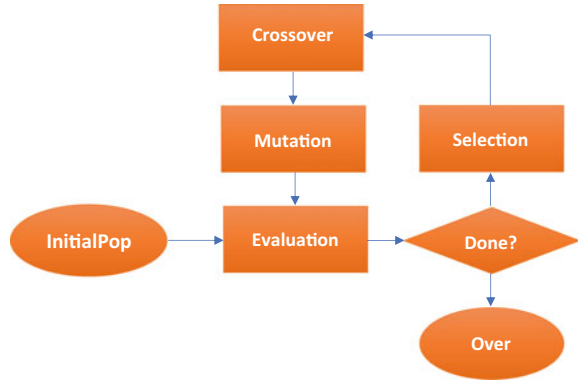 Crossover
Mutation
Selection
InitialPop
Evaluation
Done?
Over